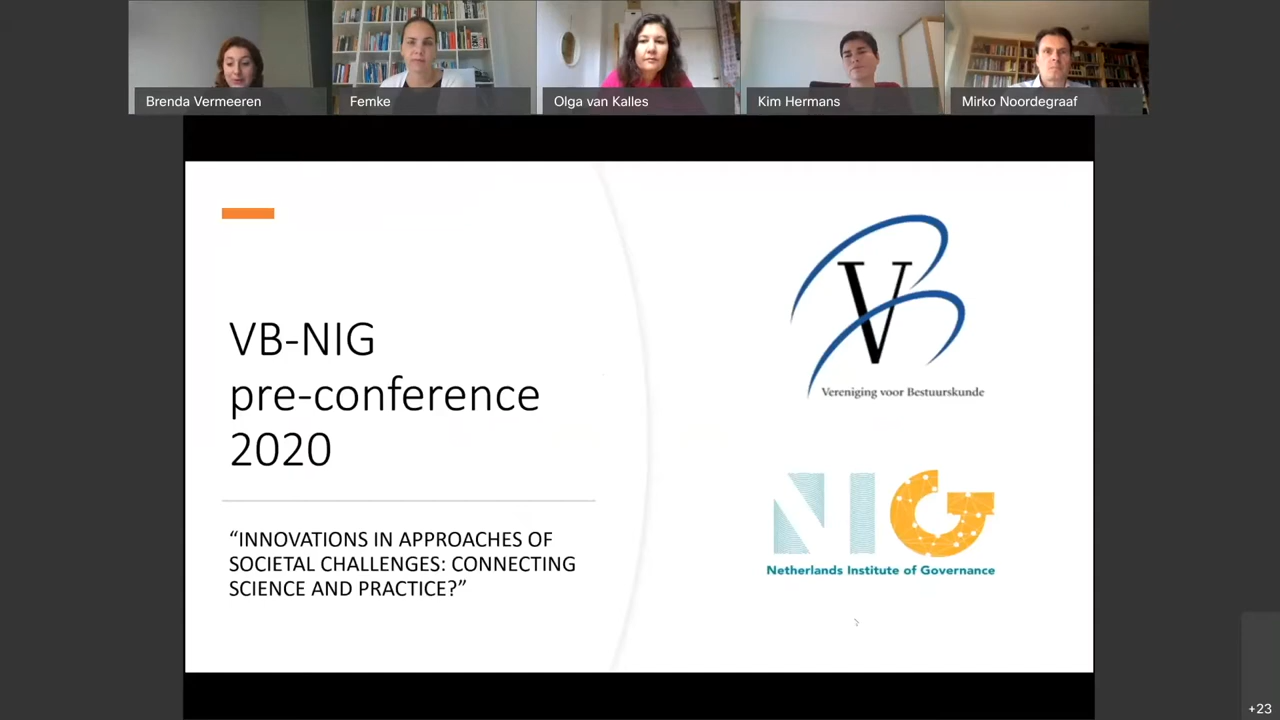 Brenda Vermeeren
Femke
Olga van Kalles
Kim Hermans
Mirko Noordegraaf
VB-NIG
pre-conference
2020
“INNOVATIONS IN APPROACHES OF
SOCIETAL CHALLENGES: CONNECTING
SCIENCE AND PRACTICE?”
VB
Vereniging voor Bestuurskunde
NIG
Netherlands Institute of Governance
+23